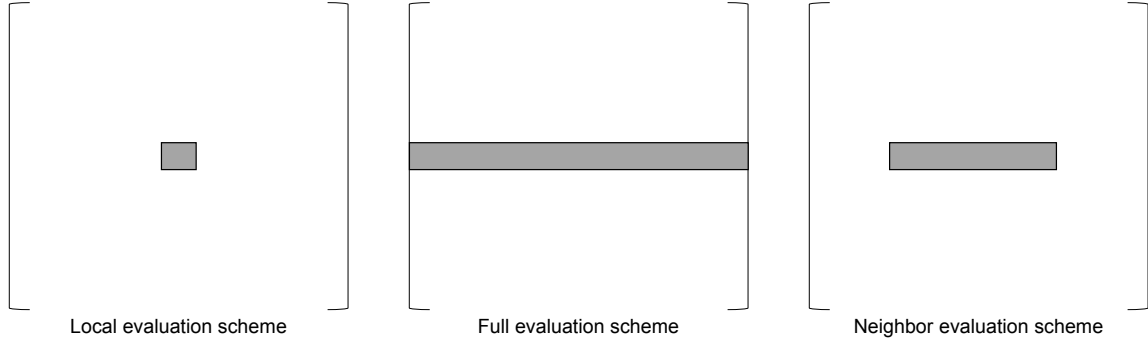 Local evaluation scheme
Full evaluation scheme
Neighbor evaluation scheme